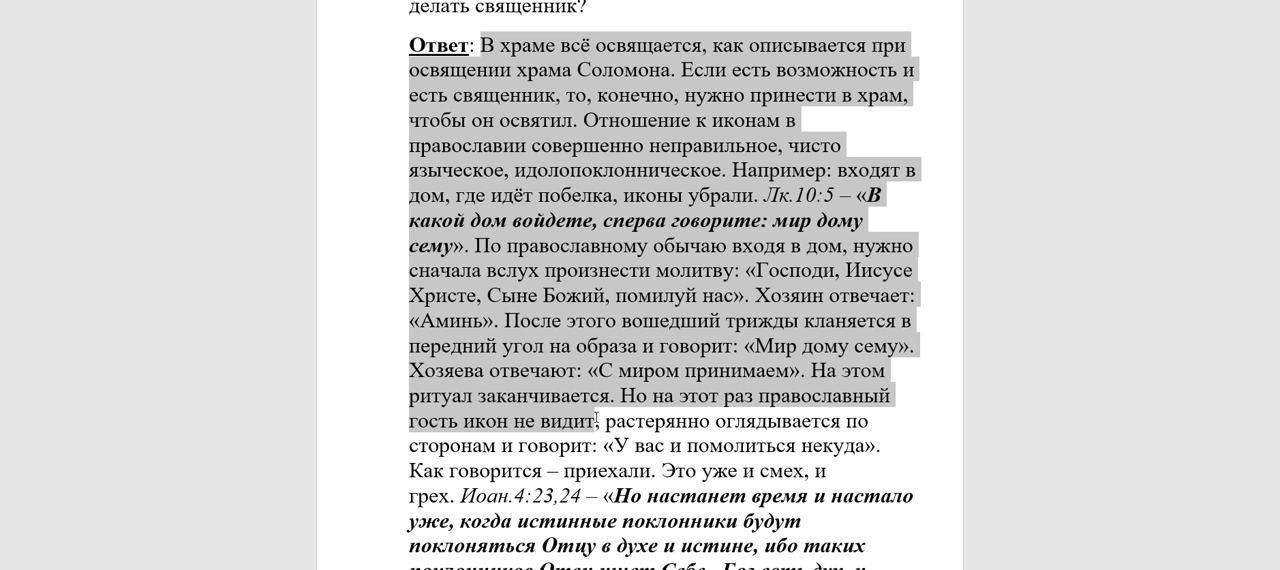 делать священник?
Ответ: В храме всё освящается, как описывается при
освящении храма Соломона. Если есть возможность и
есть священник, то, конечно, нужно принести в храм,
чтобы он освятил. Отношение к иконам в
православии совершенно неправильное, чисто
языческое, идолопоклонническое. Например: входят в
дом, где идёт побелка, иконы убрали. Лк.10:5 – «В
какой дом войдете, сперва говорите: мир дому
сему». По православному обычаю входя в дом, нужно
сначала вслух произнести молитву: «Господи, Иисусе
Христе, Сыне Божий, помилуй нас». Хозяин отвечает:
«Аминь». После этого вошедший трижды кланяется в
передний угол на образа и говорит: «Мир дому сему».
Хозяева отвечают: «С миром принимаем». На этом
ритуал заканчивается. Но на этот раз православный
гость икон не видит, растерянно оглядывается по
сторонам и говорит: «У вас и помолиться некуда».
Как говорится – приехали. Это уже и смех, и
грех. Иоан.4:23,24 – «Но настанет время и настало
уже, когда истинные поклонники будут
поклоняться Отцу в духе и истине, ибо таких
поклонников Отец ищет Себе. Бог есть дух, и